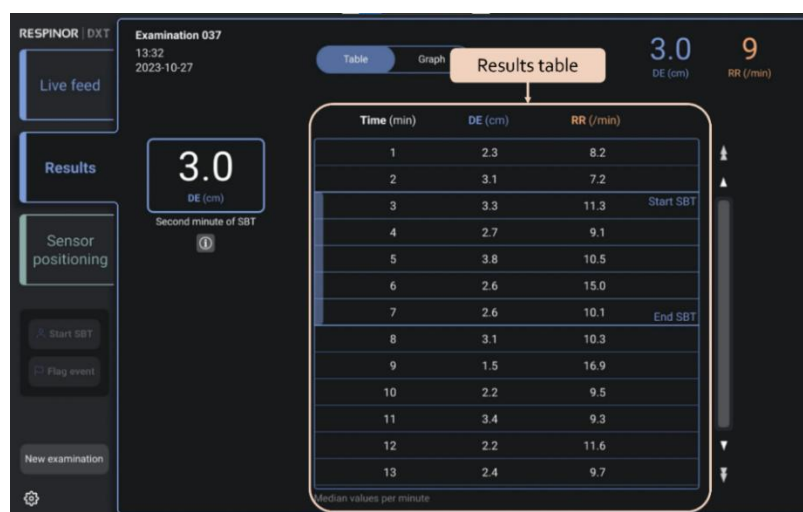 RESPINOR DXT
Examination 037
13:32
2023-10-27
Live feed
Results
Sensor
positioning
Start SBT
Flag event
New examination
Table Graph
Results table
3.0
DE (cm)
9
RR (/min)
3.0
DE (cm)
Second minute of SBT
Time (min) DE (cm) RR (/min)
1 2.3 8.2
2 3.1 7.2
3 3.3 11.3 Start SBT
4 2.7 9.1
5 3.8 10.5
6 2.6 15.0
7 2.6 10.1 End SBT
8 3.1 10.3
9 1.5 16.9
10 2.2 9.5
11 3.4 9.3
12 2.2 11.6
13 2.4 9.7
Median values per minute